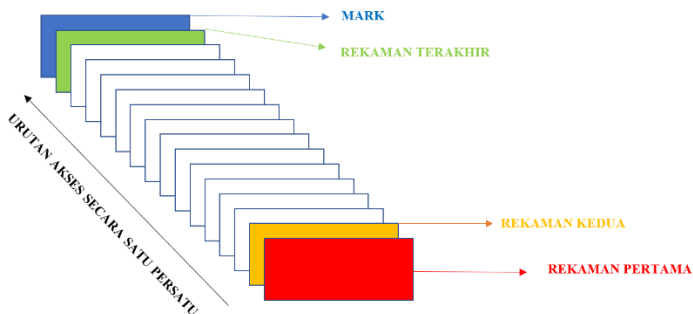 MARK
REKAMAN TERAKHIR
URUTAN AKSES SECARA SATU PERSATU
REKAMAN KEDUA
REKAMAN PERTAMA